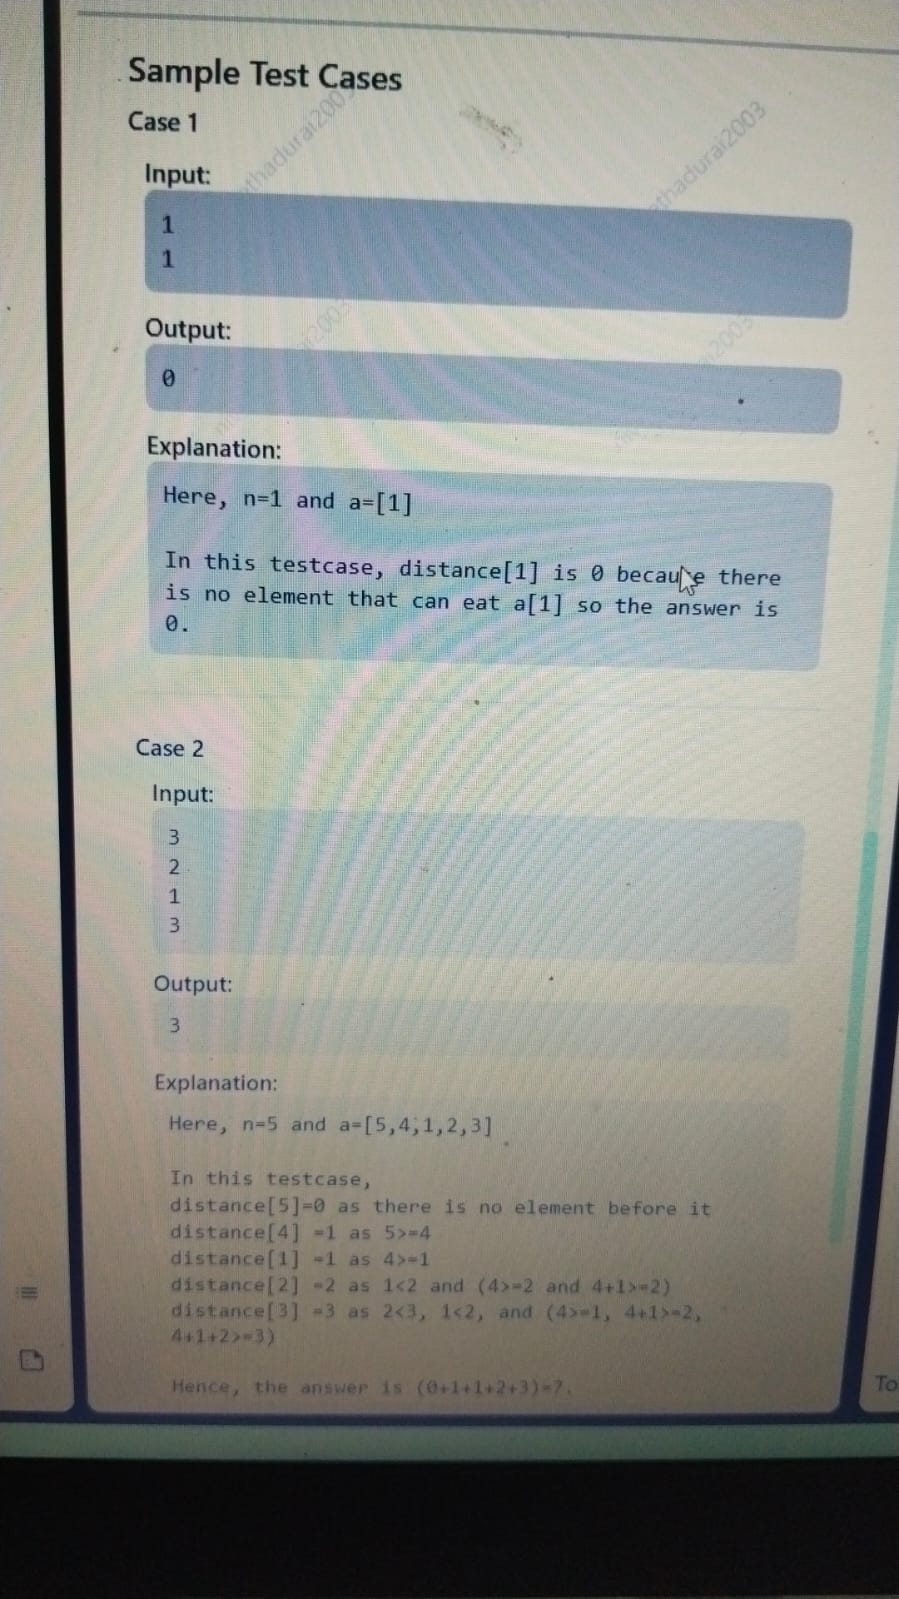 Sample Test Cases
Case 1
Input:
1
1
Output:
0
Explanation:
Here, n=1 and a=[1]
In this testcase, distance[1] is 0 because there
is no element that can eat a[1] so the answer is
0.
Case 2
Input:
3
2
1
3
Output:
3
Explanation:
Here, n=5 and a=[5,4,1,2,3]
In this testcase,
distance[5]=0 as there is no element before it
distance[4] =1 as 5>=4
distance[1] =1 as 4>=1
distance[2] =2 as 1<2 and (4>=2 and 4+1>=2)
distance[3] =3 as 2<3, 1<2, and (4>=1, 4+1>=2,
4+1+2>=3)
Hence, the answer is (0+1+1+2+3)=7.
To
thadurai2003
thadurai2003